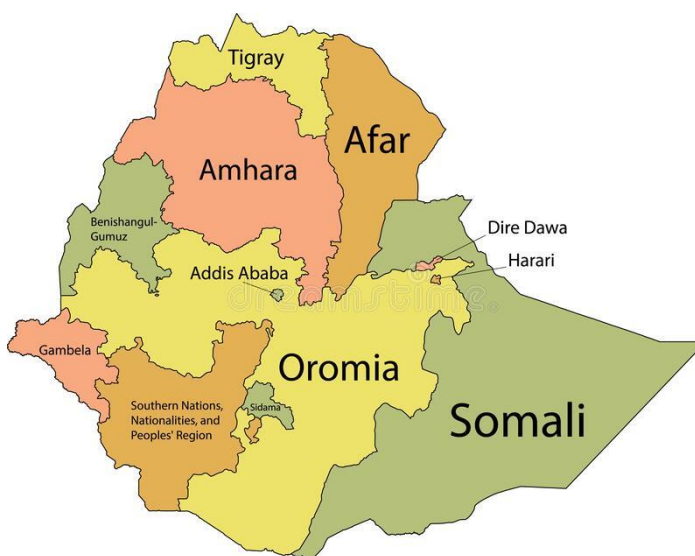 Tigray
Afar
Amhara
Benishangul-
Gumuz
Dire Dawa
Harari
Addis Ababa
dreamstime.
Gambela
Oromia
Southern Nations,
Nationalities, and
Peoples' Region
Sidama
Somali